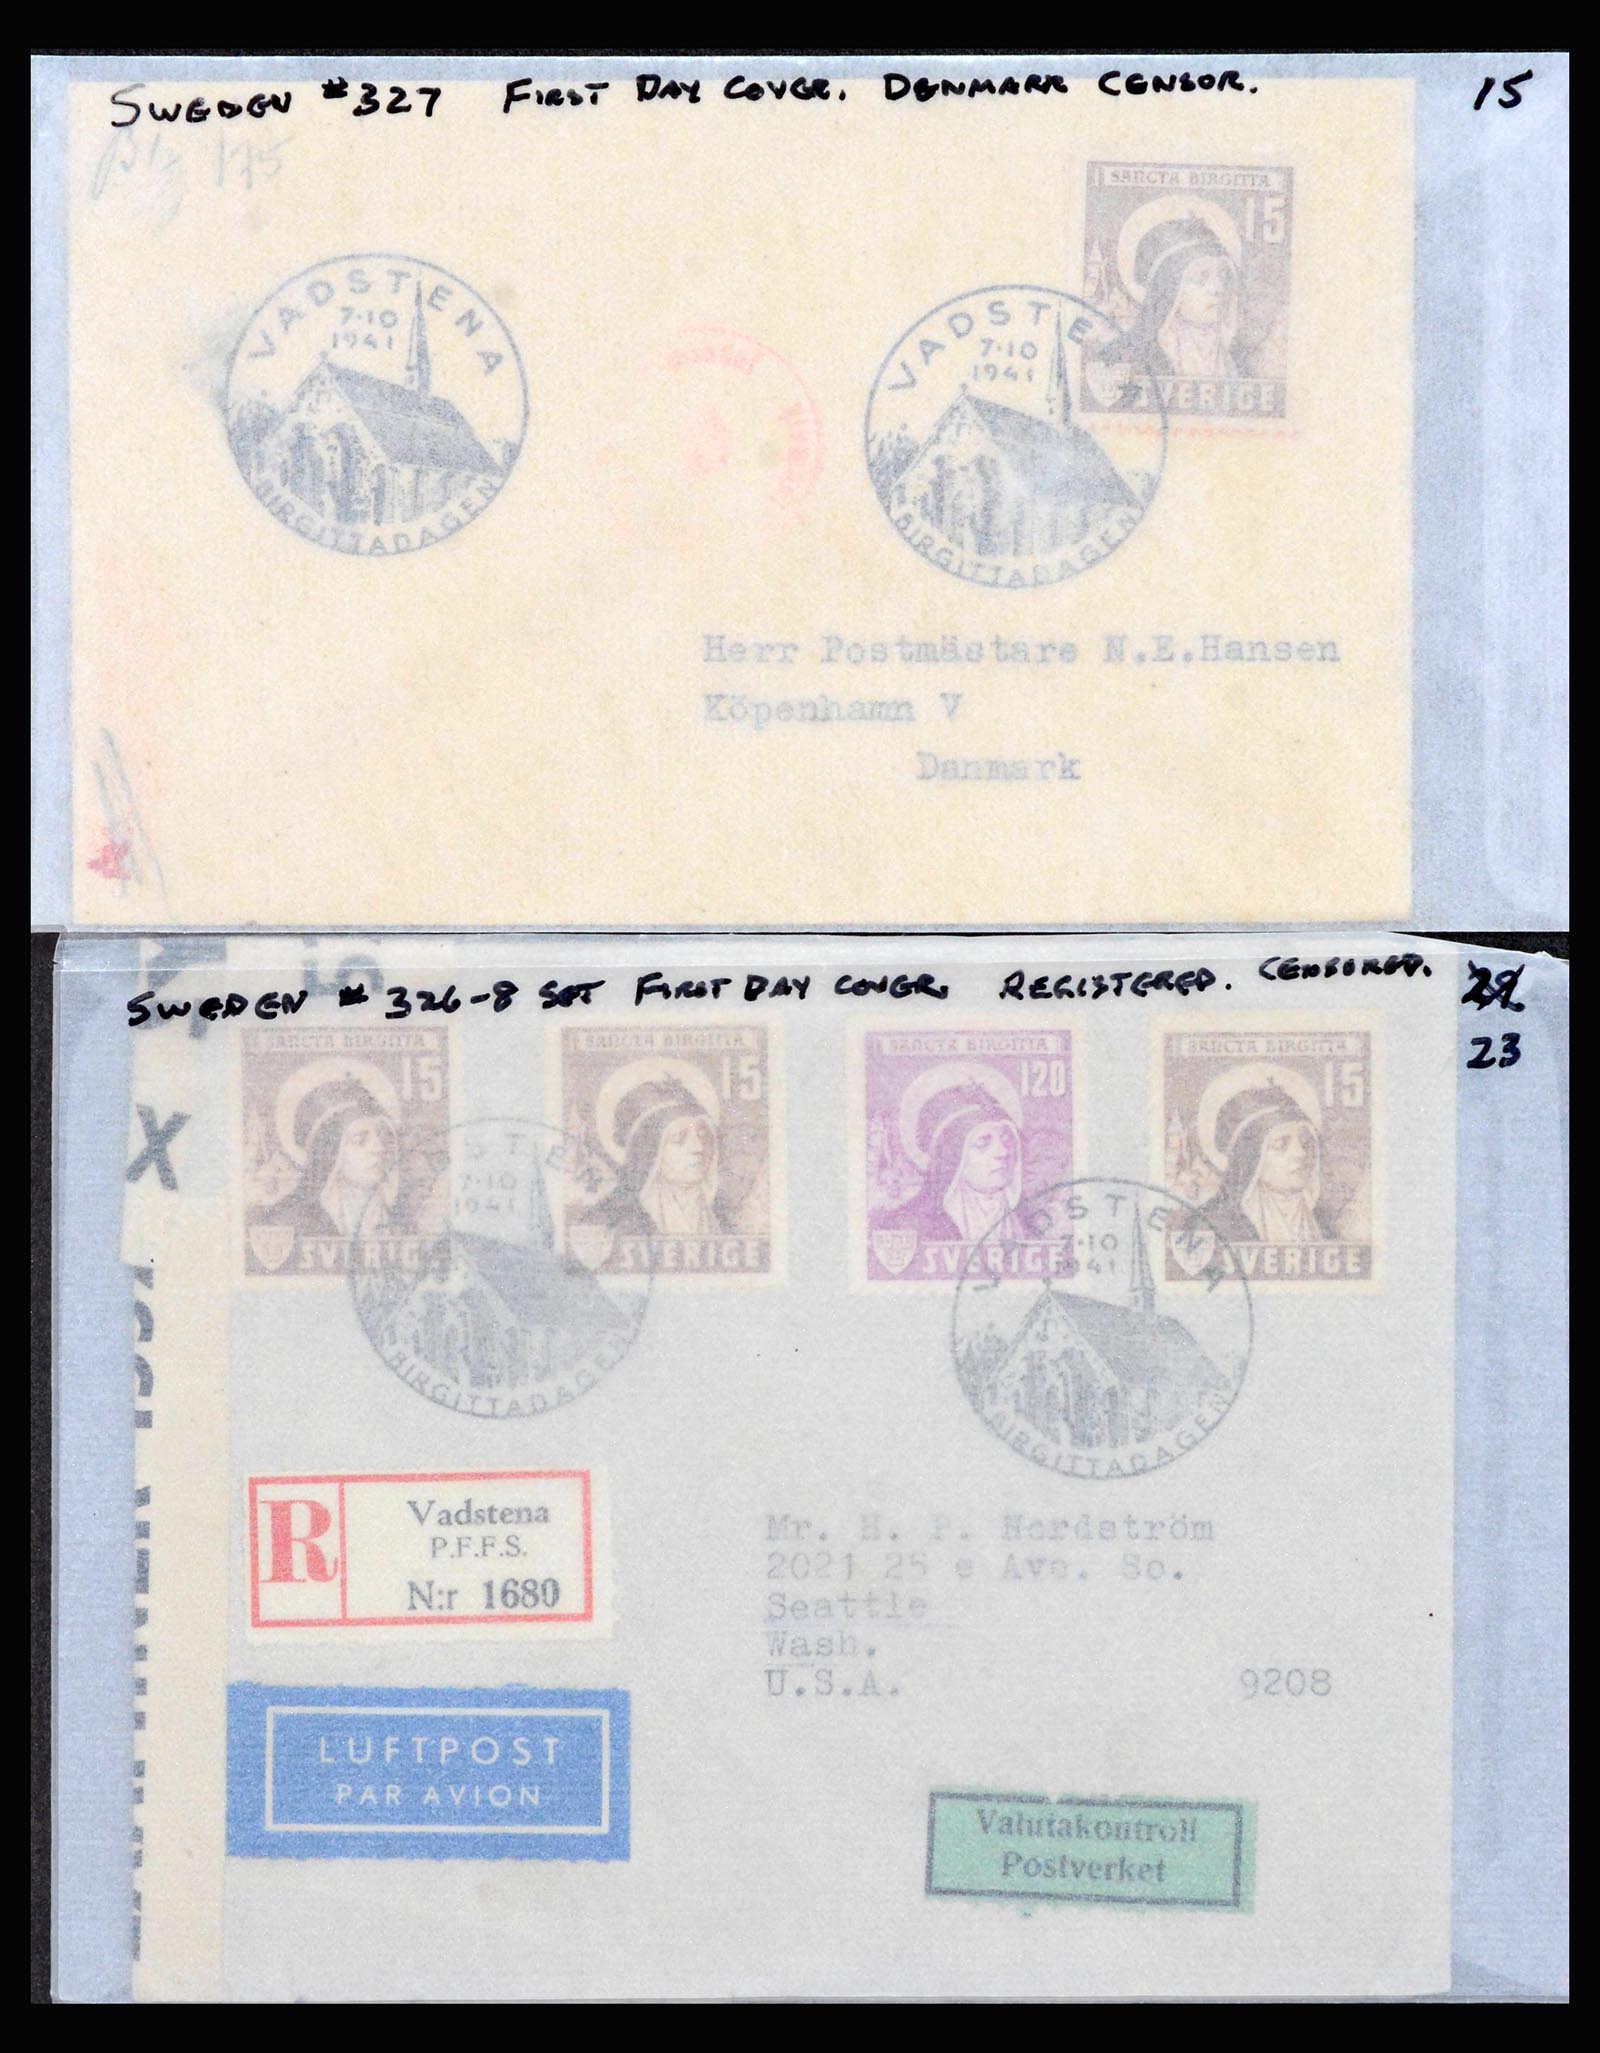 SWEDEN #327 FIRST DAY COVER. DENMARK CENSOR. 15
175
SANCTA BIRGITTA
15
SVERIGE
VADSTENA
7·10
1941
BIRGITTADAGEN
VADSTENA
7·10
1941
BIRGITTADAGEN
Herr Postmästare N.E.Hansen
Köpenhamn V
Danmark
SWEDEN # 326-8 SET FIRST DAY COVER. REGISTERED. CENSORED.
23
SANCTA BIRGITTA
15
SVERIGE
SANCTA BIRGITTA
15
SVERIGE
SANCTA BIRGITTA
120
SVERIGE
SANCTA BIRGITTA
15
SVERIGE
VADSTENA
7·10
1941
BIRGITTADAGEN
VADSTENA
7·10
1941
BIRGITTADAGEN
X
R
Vadstena
P.F.F.S.
N:r 1680
Mr. H. P. Nordström
2021 25 e Ave. So.
Seattle
Wash.
U.S.A. 9208
LUFTPOST
PAR AVION
Valutakontroll
Postverket